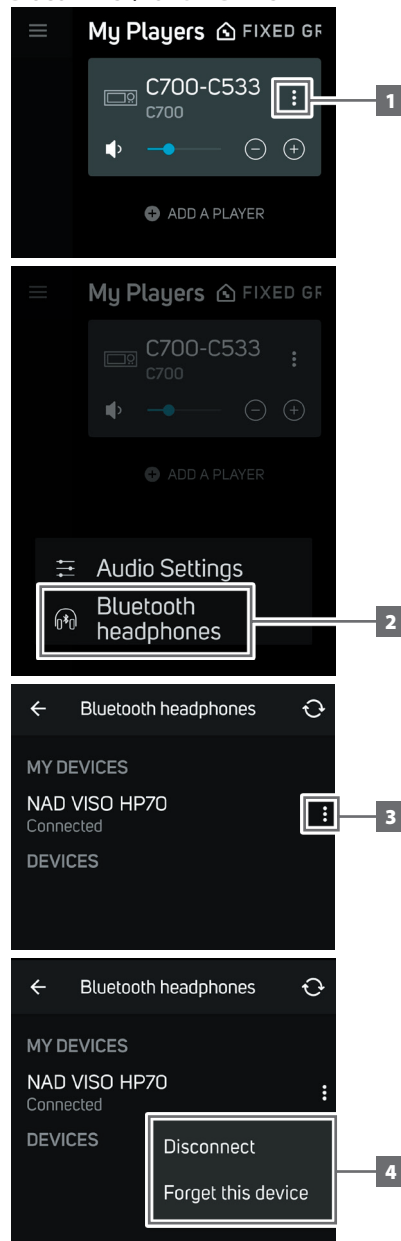 My Players FIXED GR
C700-C533
C700
1
ADD A PLAYER
My Players FIXED GR
C700-C533
C700
ADD A PLAYER
Audio Settings
Bluetooth
headphones
2
Bluetooth headphones
MY DEVICES
NAD VISO HP70
Connected
3
DEVICES
Bluetooth headphones
MY DEVICES
NAD VISO HP70
Connected
DEVICES
Disconnect
Forget this device
4